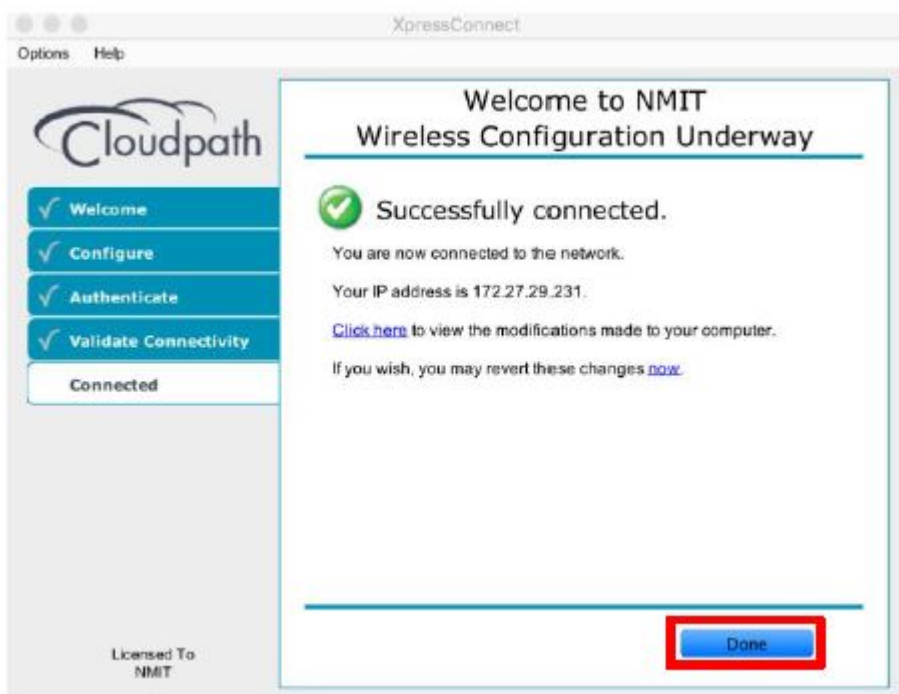 XpressConnect
Options Help
Cloudpath
Welcome
Configure
Authenticate
Validate Connectivity
Connected
Licensed To
NMIT
Welcome to NMIT
Wireless Configuration Underway
Successfully connected.
You are now connected to the network.
Your IP address is 172.27.29.231.
Click here to view the modifications made to your computer.
If you wish, you may revert these changes now.
Done